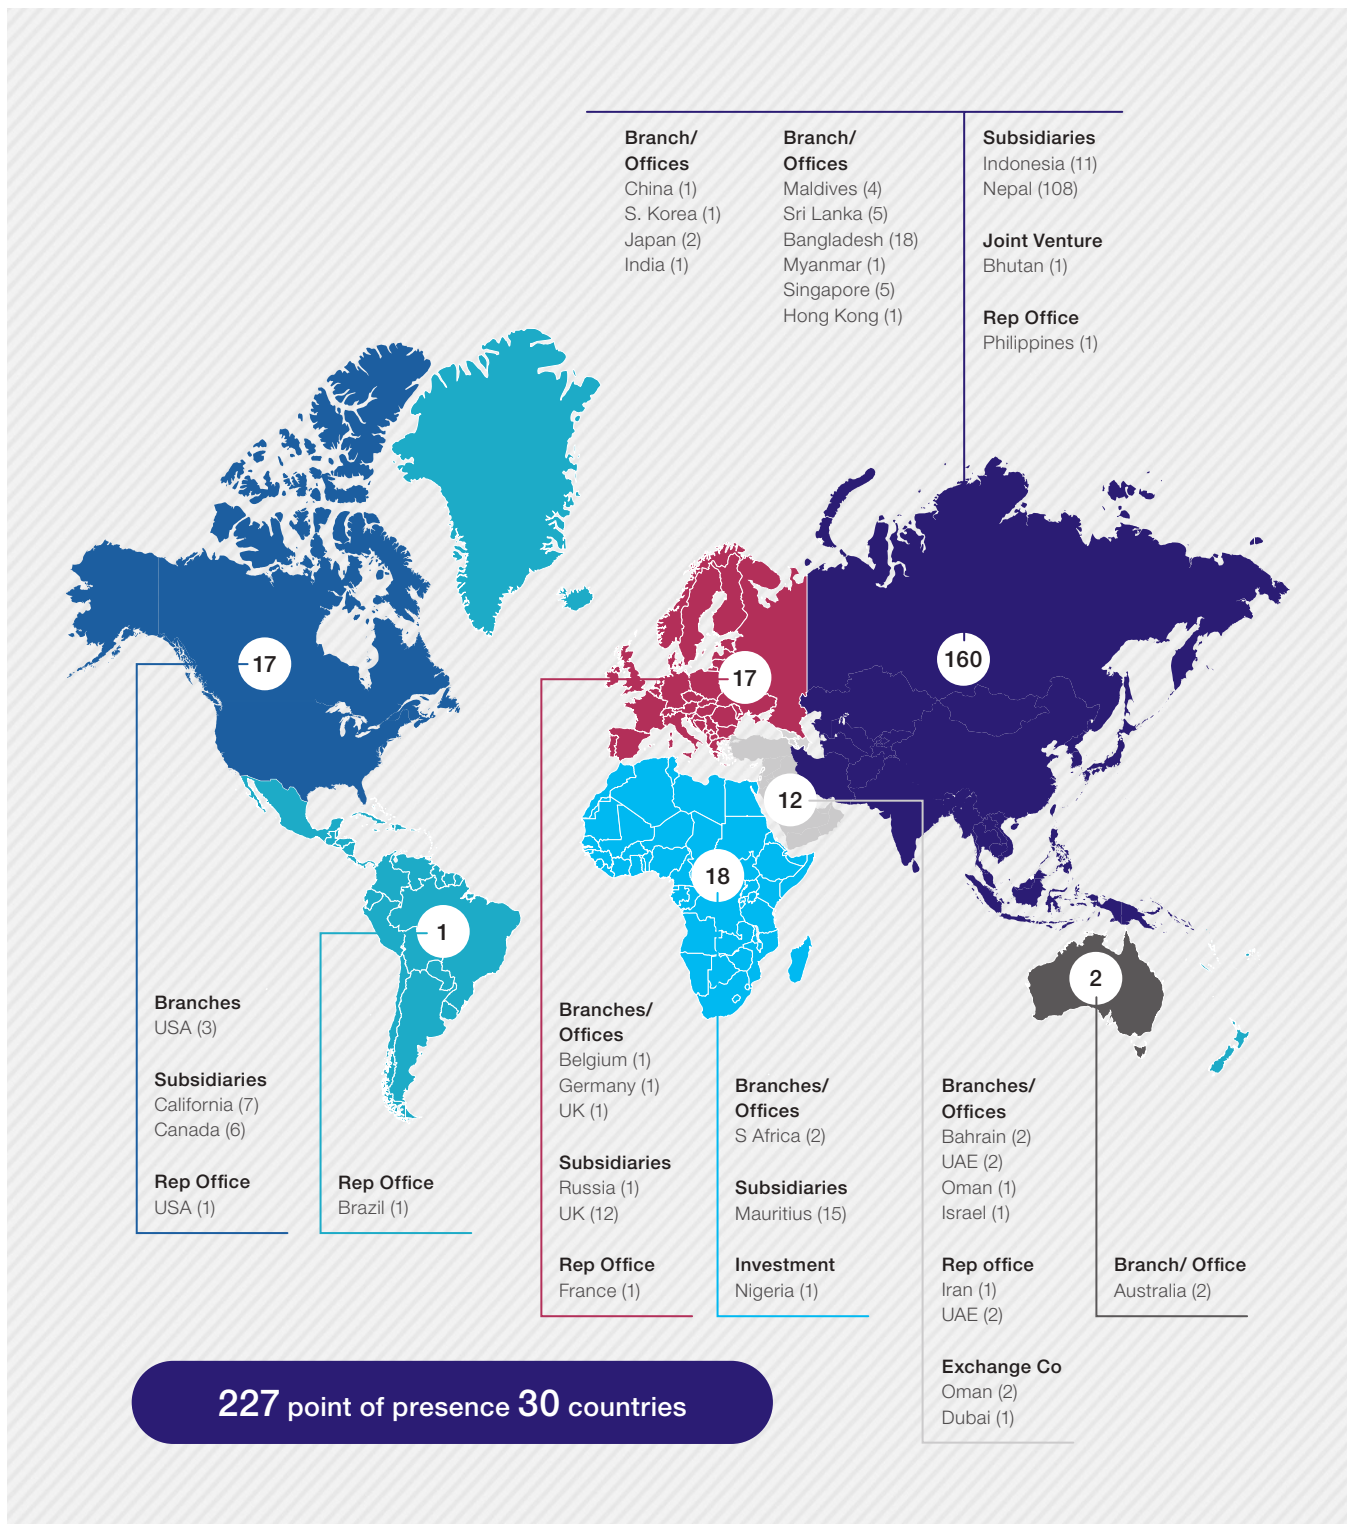 Branch/
Offices
China (1)
S. Korea (1)
Japan (2)
India (1)
Branch/
Offices
Maldives (4)
Sri Lanka (5)
Bangladesh (18)
Myanmar (1)
Singapore (5)
Hong Kong (1)
Subsidiaries
Indonesia (11)
Nepal (108)
Joint Venture
Bhutan (1)
Rep Office
Philippines (1)
17
17
160
12
18
1
2
Branches
USA (3)
Subsidiaries
California (7)
Canada (6)
Rep Office
USA (1)
Rep Office
Brazil (1)
Branches/
Offices
Belgium (1)
Germany (1)
UK (1)
Subsidiaries
Russia (1)
UK (12)
Rep Office
France (1)
Branches/
Offices
S Africa (2)
Subsidiaries
Mauritius (15)
Investment
Nigeria (1)
Branches/
Offices
Bahrain (2)
UAE (2)
Oman (1)
Israel (1)
Rep office
Iran (1)
UAE (2)
Exchange Co
Oman (2)
Dubai (1)
Branch/ Office
Australia (2)
227 point of presence 30 countries